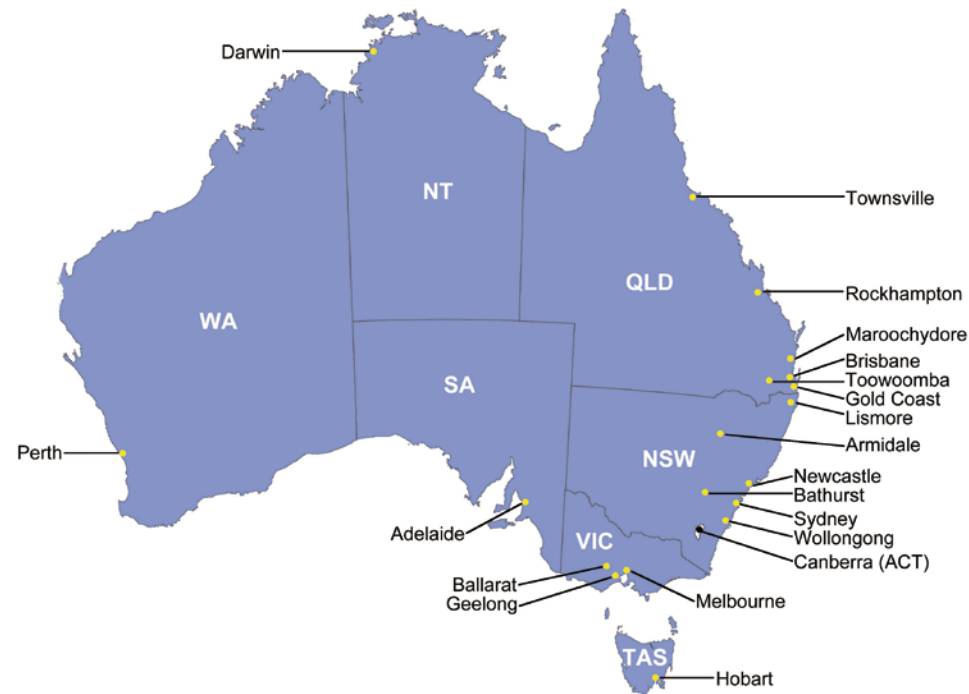 Darwin
NT
Townsville
QLD
Rockhampton
WA
Maroochydore
Brisbane
SA
Toowoomba
Gold Coast
Lismore
Armidale
Perth
NSW
Newcastle
Bathurst
Sydney
Adelaide
Wollongong
VIC
Canberra (ACT)
Ballarat
Geelong
Melbourne
TAS
Hobart